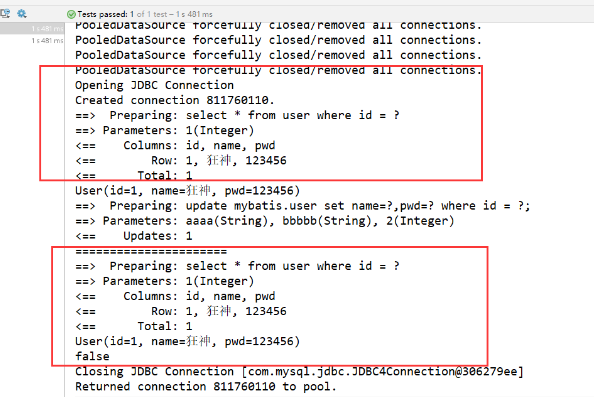 Tests passed: 1 of 1 test – 1 s 481 ms
1 s 481 ms
1 s 481 ms
PooledDataSource forcefully closed/removed all connections.
PooledDataSource forcefully closed/removed all connections.
PooledDataSource forcefully closed/removed all connections.
PooledDataSource forcefully closed/removed all connections.
Opening JDBC Connection
Created connection 811760110.
==>  Preparing: select * from user where id = ?
==> Parameters: 1(Integer)
<==    Columns: id, name, pwd
<==        Row: 1, 狂神, 123456
<==      Total: 1
User(id=1, name=狂神, pwd=123456)
==>  Preparing: update mybatis.user set name=?,pwd=? where id = ?;
==> Parameters: aaaa(String), bbbbb(String), 2(Integer)
<==    Updates: 1
======================
==>  Preparing: select * from user where id = ?
==> Parameters: 1(Integer)
<==    Columns: id, name, pwd
<==        Row: 1, 狂神, 123456
<==      Total: 1
User(id=1, name=狂神, pwd=123456)
false
Closing JDBC Connection [com.mysql.jdbc.JDBC4Connection@306279ee]
Returned connection 811760110 to pool.